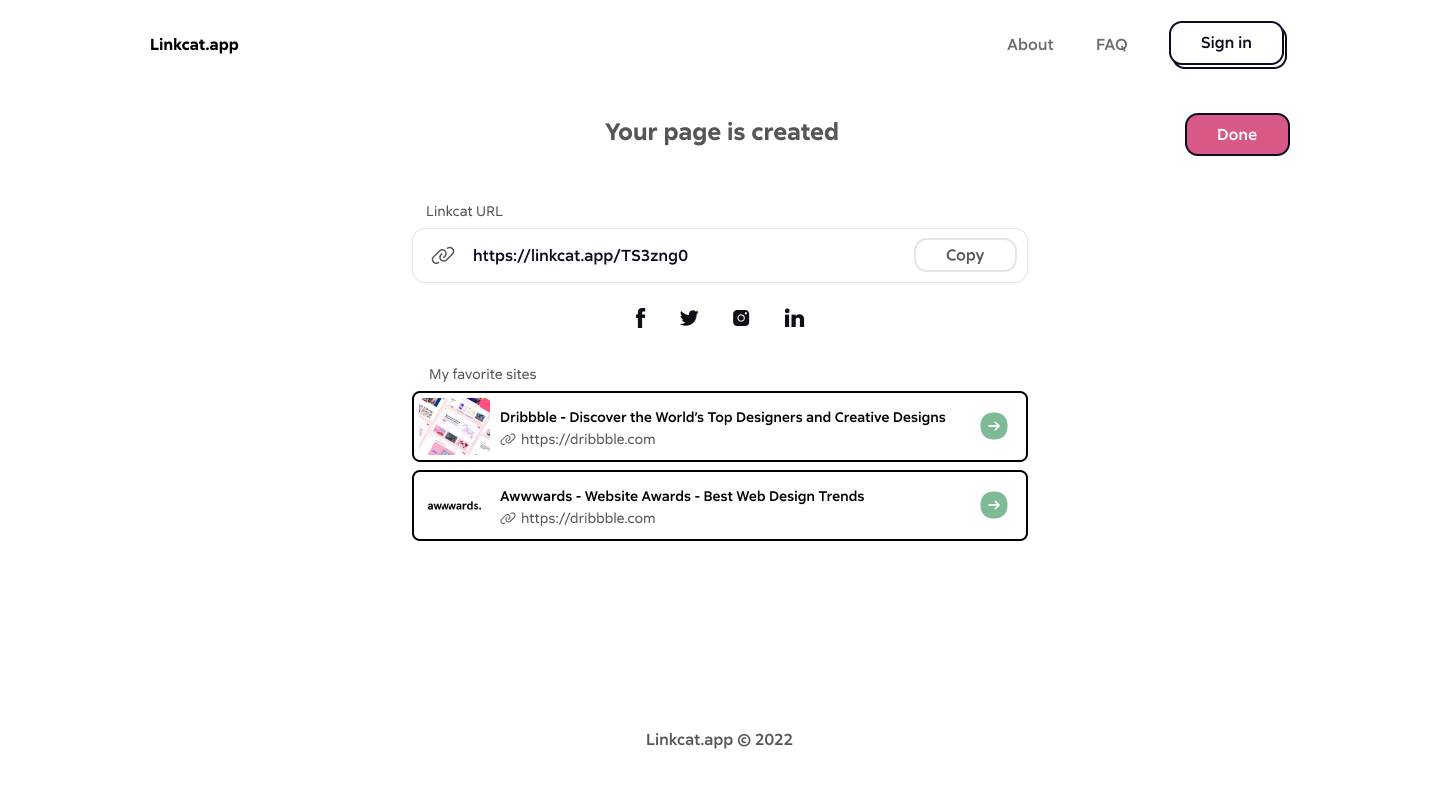 Linkcat.app
About
FAQ
Sign in
Your page is created
Done
Linkcat URL
https://linkcat.app/TS3zng0
Copy
My favorite sites
Dribbble - Discover the World’s Top Designers and Creative Designs
https://dribbble.com
awwwards.
Awwwards - Website Awards - Best Web Design Trends
https://dribbble.com
Linkcat.app © 2022